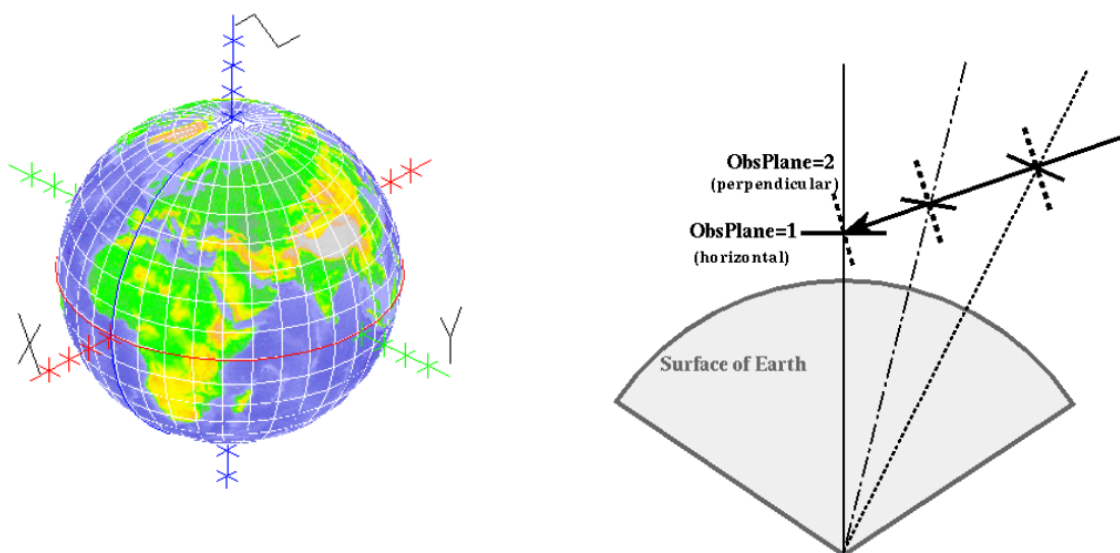 Z
X
Y
ObsPlane=2
(perpendicular)
ObsPlane=1
(horizontal)
Surface of Earth